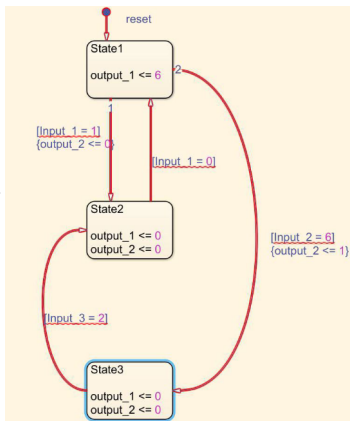 reset
State1
output_1 <= 6
2
1
[Input_1 = 1]
{output_2 <= 0}
[Input_1 = 0]
State2
output_1 <= 0
output_2 <= 0
[Input_2 = 6]
{output_2 <= 1}
[Input_3 = 2]
State3
output_1 <= 0
output_2 <= 0